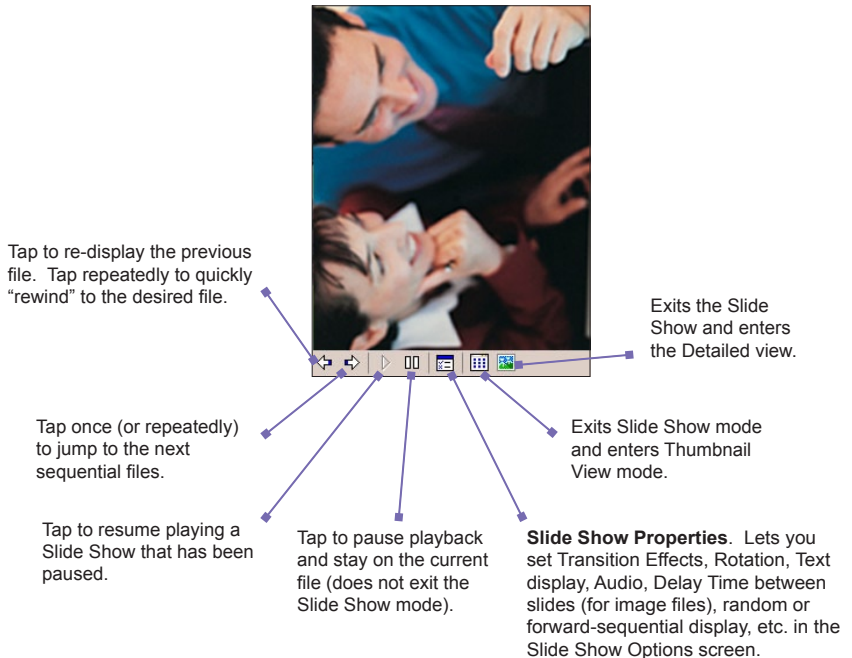 Tap to re-display the previous
file.  Tap repeatedly to quickly
“rewind” to the desired file.
Exits the Slide
Show and enters
the Detailed view.
Tap once (or repeatedly)
to jump to the next
sequential files.
Exits Slide Show mode
and enters Thumbnail
View mode.
Tap to resume playing a
Slide Show that has been
paused.
Tap to pause playback
and stay on the current
file (does not exit the
Slide Show mode).
Slide Show Properties.  Lets you
set Transition Effects, Rotation, Text
display, Audio, Delay Time between
slides (for image files), random or
forward-sequential display, etc. in the
Slide Show Options screen.